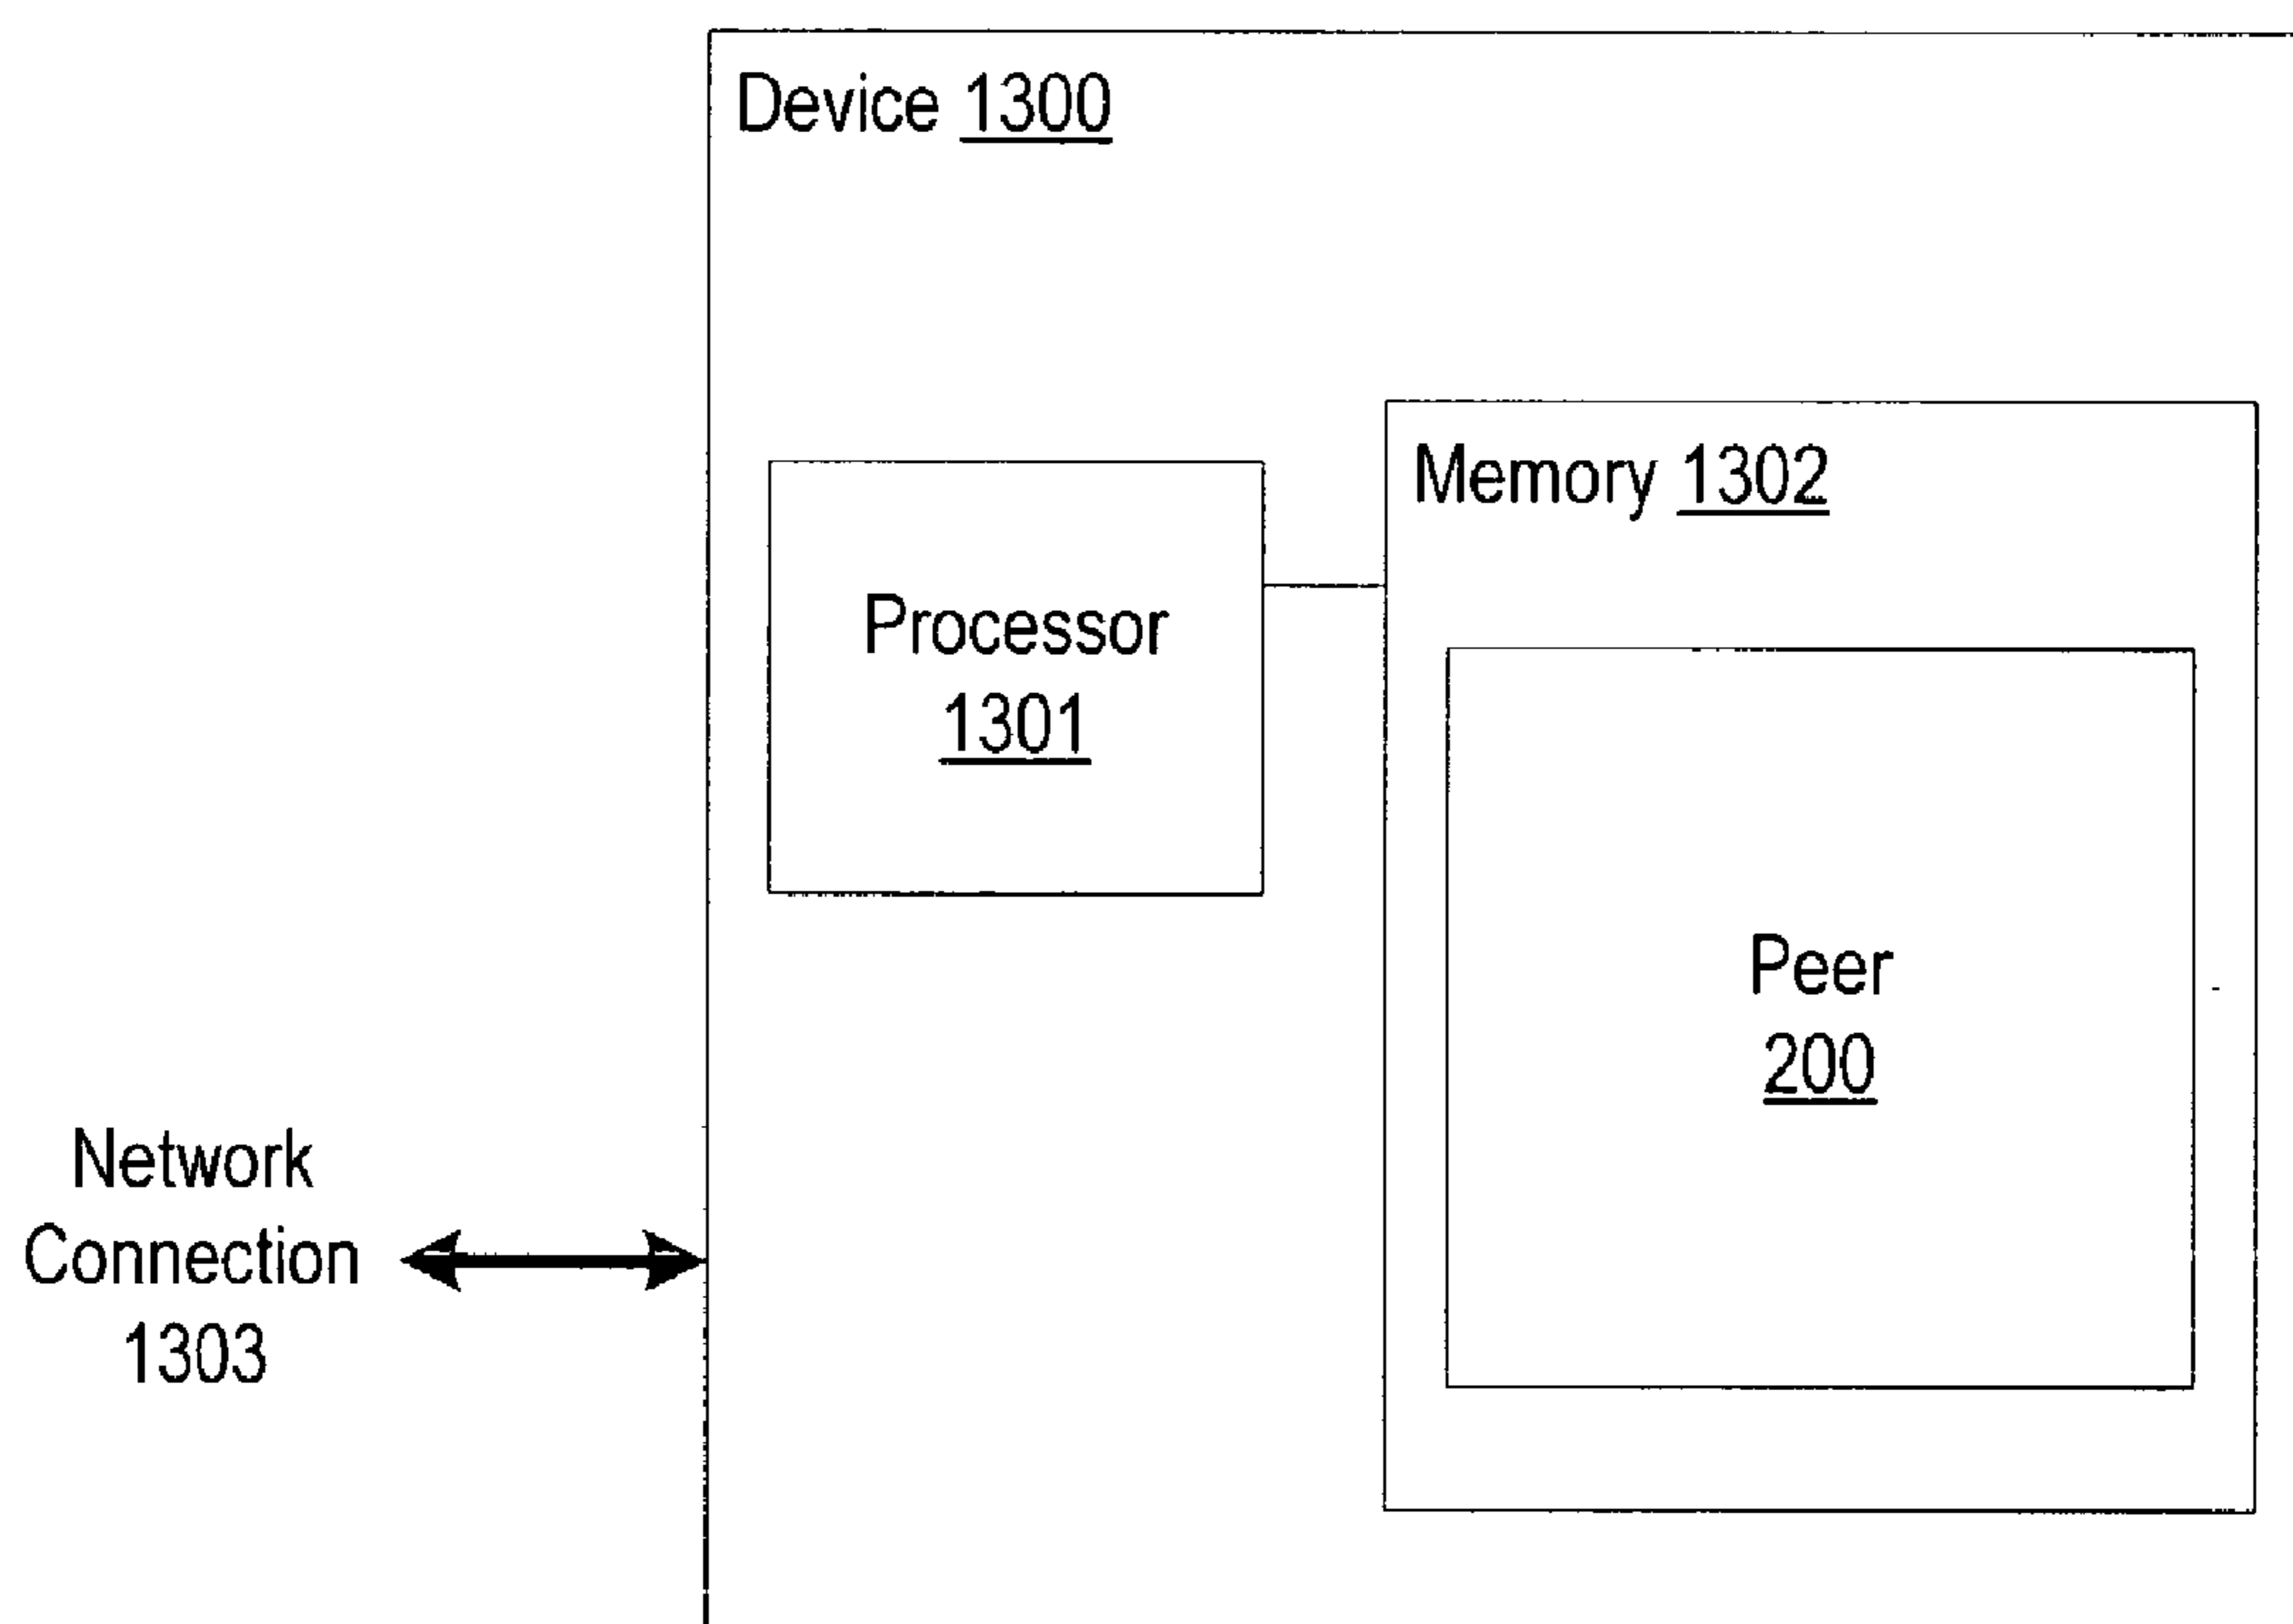 Device 1300
Memory 1302
Processor
1301
Peer
200
Network
Connection
1303